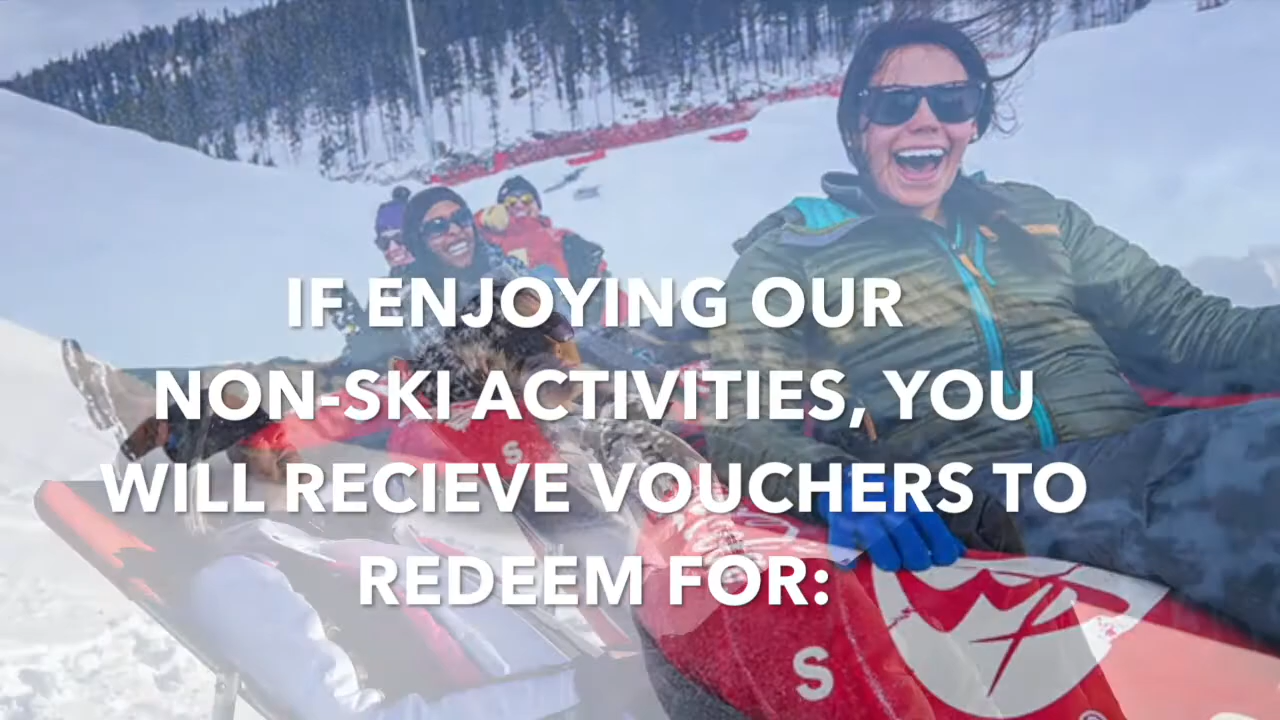 IF ENJOYING OUR
NON-SKI ACTIVITIES, YOU
WILL RECIEVE VOUCHERS TO
REDEEM FOR:
S
S